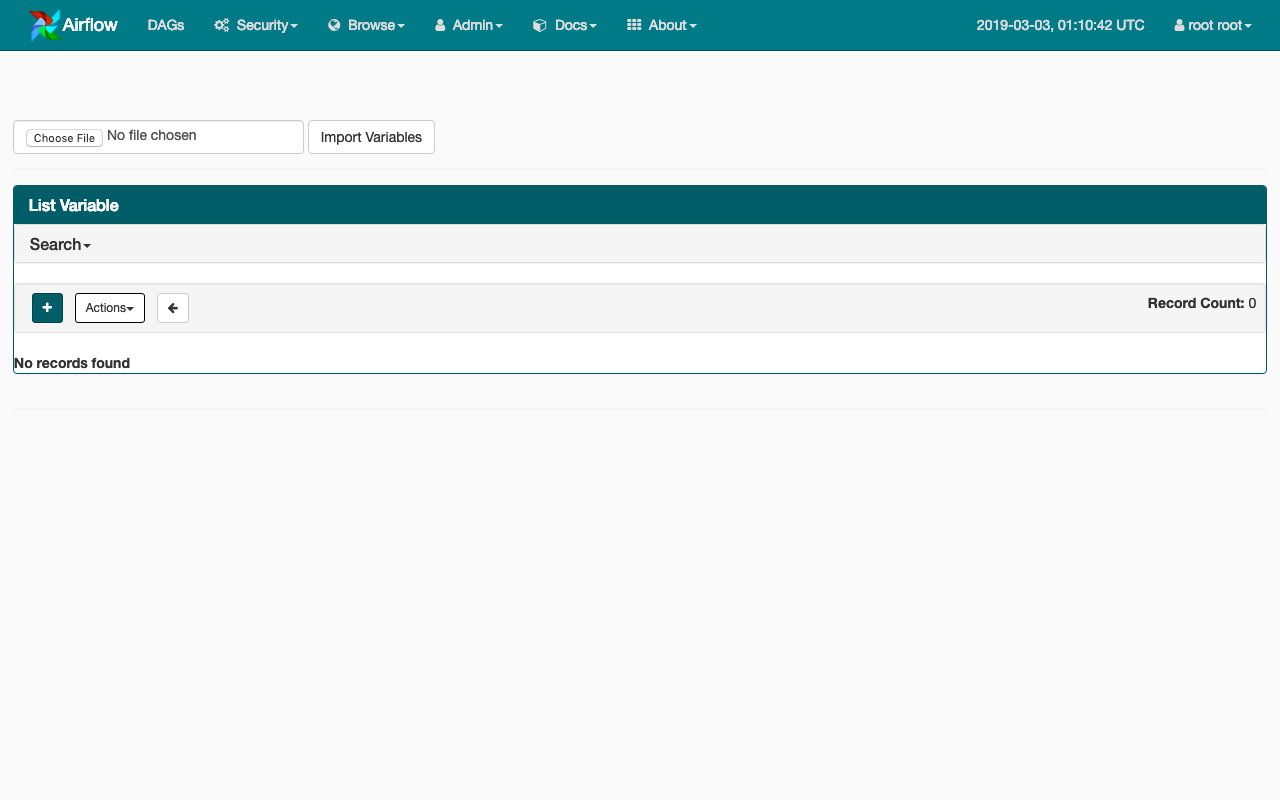 Airflow DAGs Security Browse Admin Docs About 2019-03-03, 01:10:42 UTC root root
Choose File No file chosen Import Variables
List Variable
Search
Actions Record Count: 0
No records found